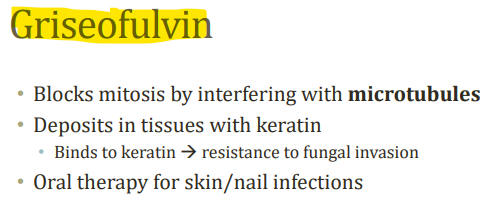 Griseofulvin
• Blocks mitosis by interfering with microtubules
• Deposits in tissues with keratin
• Binds to keratin → resistance to fungal invasion
• Oral therapy for skin/nail infections